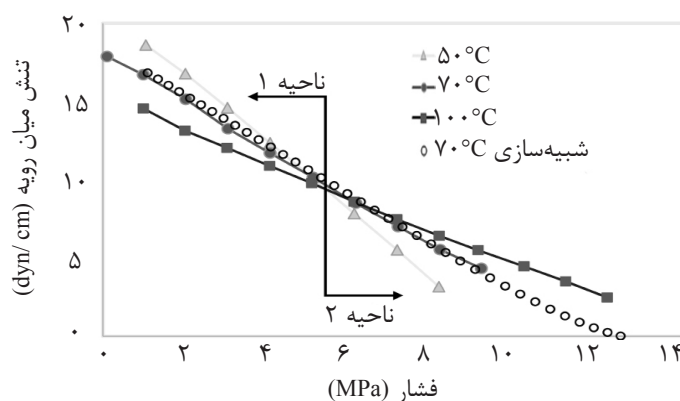 ۲۰
۱۵
۱۰
۵
۰
تنش میان رویه (dyn/ cm)
۵۰°C
۷۰°C
۱۰۰°C
شبیه‌سازی ۷۰°C
ناحیه ۱
ناحیه ۲
۰ ۲ ۴ ۶ ۸ ۱۰ ۱۲ ۱۴
فشار (MPa)